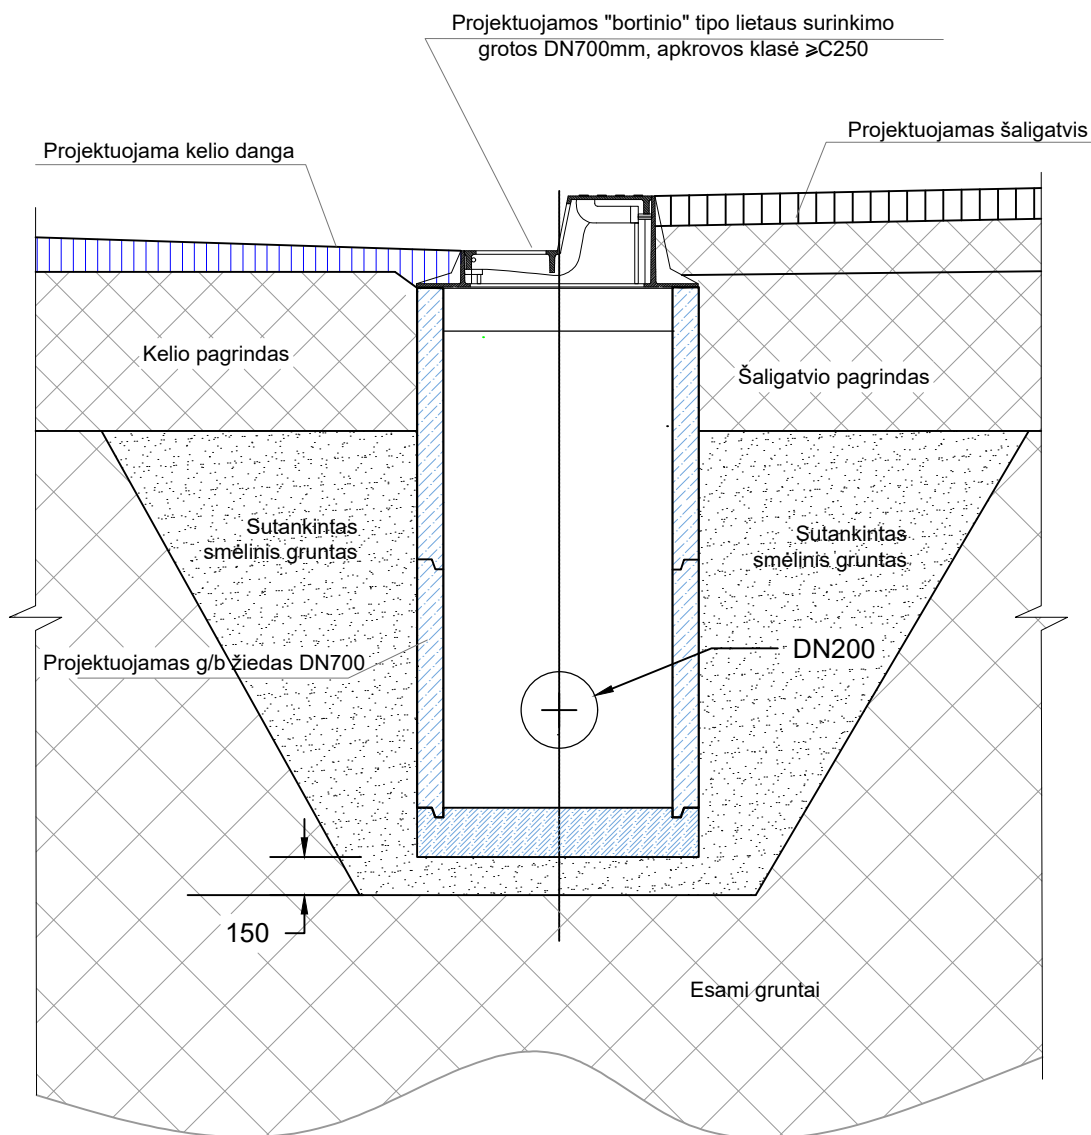 Projektuojamos "bortinio" tipo lietaus surinkimo
grotos DN700mm, apkrovos klasė ⩾C250
Projektuojamas šaligatvis
Projektuojama kelio danga
Kelio pagrindas
Šaligatvio pagrindas
Sutankintas
smėlinis gruntas
Sutankintas
smėlinis gruntas
Projektuojamas g/b žiedas DN700
DN200
150
Esami gruntai